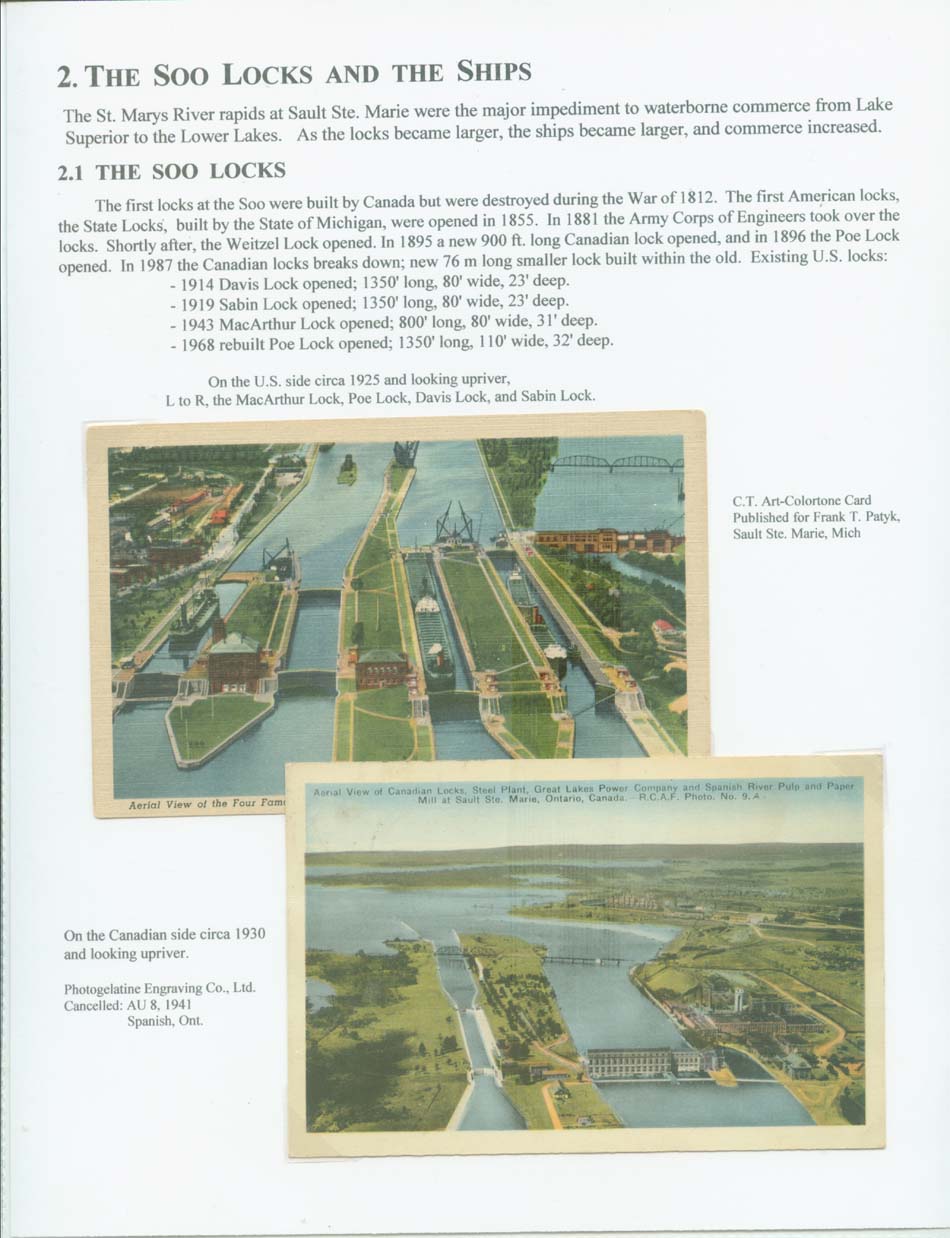 2. THE SOO LOCKS AND THE SHIPS
The St. Marys River rapids at Sault Ste. Marie were the major impediment to waterborne commerce from Lake
Superior to the Lower Lakes. As the locks became larger, the ships became larger, and commerce increased.
2.1 THE SOO LOCKS
The first locks at the Soo were built by Canada but were destroyed during the War of 1812. The first American locks,
the State Locks, built by the State of Michigan, were opened in 1855. In 1881 the Army Corps of Engineers took over the
locks. Shortly after, the Weitzel Lock opened. In 1895 a new 900 ft. long Canadian lock opened, and in 1896 the Poe Lock
opened. In 1987 the Canadian locks breaks down; new 76 m long smaller lock built within the old. Existing U.S. locks:
- 1914 Davis Lock opened; 1350' long, 80' wide, 23' deep.
- 1919 Sabin Lock opened; 1350' long, 80' wide, 23' deep.
- 1943 MacArthur Lock opened; 800' long, 80' wide, 31' deep.
- 1968 rebuilt Poe Lock opened; 1350' long, 110' wide, 32' deep.
On the U.S. side circa 1925 and looking upriver,
L to R, the MacArthur Lock, Poe Lock, Davis Lock, and Sabin Lock.
C.T. Art-Colortone Card
Published for Frank T. Patyk,
Sault Ste. Marie, Mich
Aerial View of the Four Fam
Aerial View of Canadian Locks, Steel Plant, Great Lakes Power Company and Spanish River Pulp and Paper
Mill at Sault Ste. Marie, Ontario, Canada. - R.C.A.F. Photo. No. 9.A -
On the Canadian side circa 1930
and looking upriver.
Photogelatine Engraving Co., Ltd.
Cancelled: AU 8, 1941
Spanish, Ont.